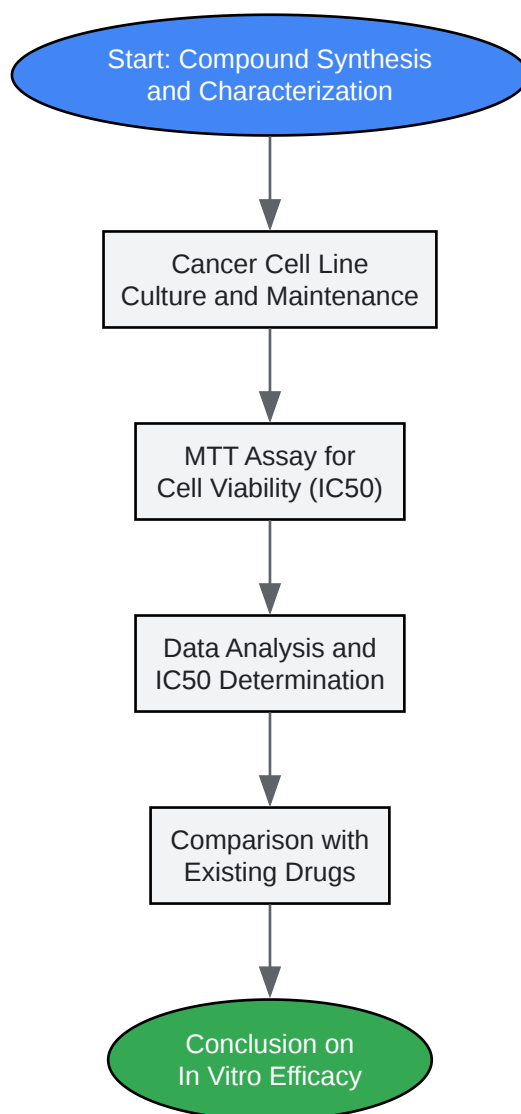 Start: Compound Synthesis
and Characterization
Cancer Cell Line
Culture and Maintenance
MTT Assay for
Cell Viability (IC50)
Data Analysis and
IC50 Determination
Comparison with
Existing Drugs
Conclusion on
In Vitro Efficacy